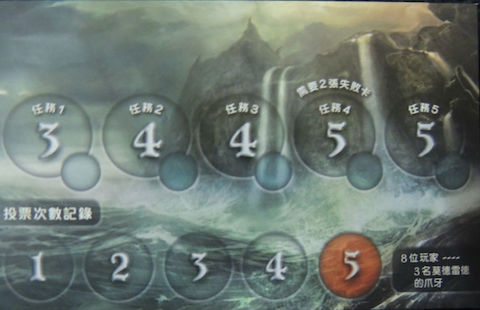 需要2張失敗卡
任務1 任務2 任務3 任務4 任務5
3 4 4 5 5
投票次數記錄
1 2 3 4 5
8位玩家 ----
3名莫德雷德
的爪牙